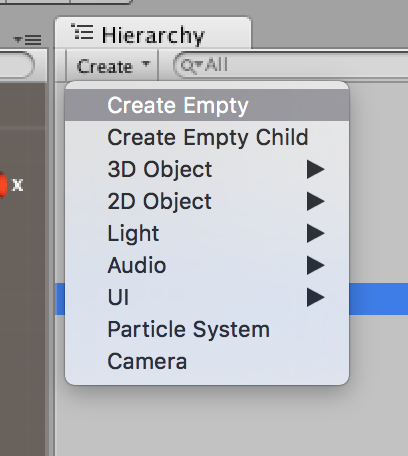 Hierarchy
Create
All
x
Create Empty
Create Empty Child
3D Object
2D Object
Light
Audio
UI
Particle System
Camera